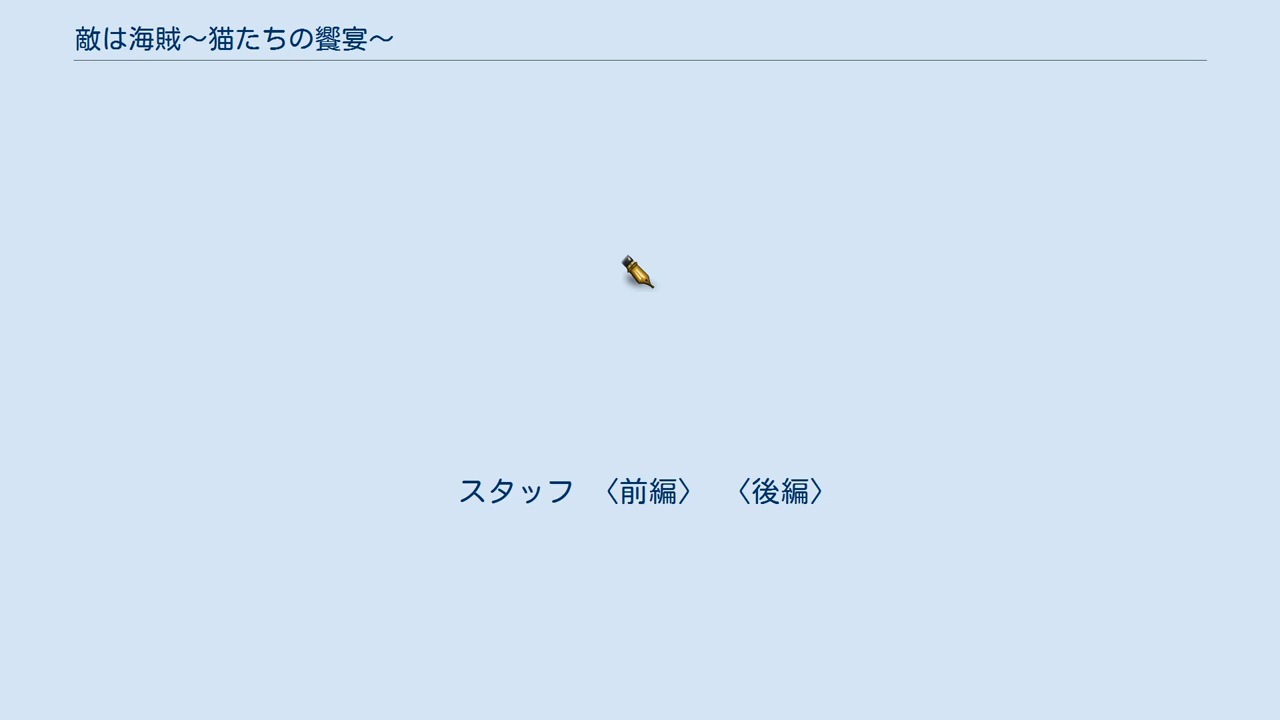 敵は海賊～猫たちの饗宴～
スタッフ 〈前編〉 〈後編〉